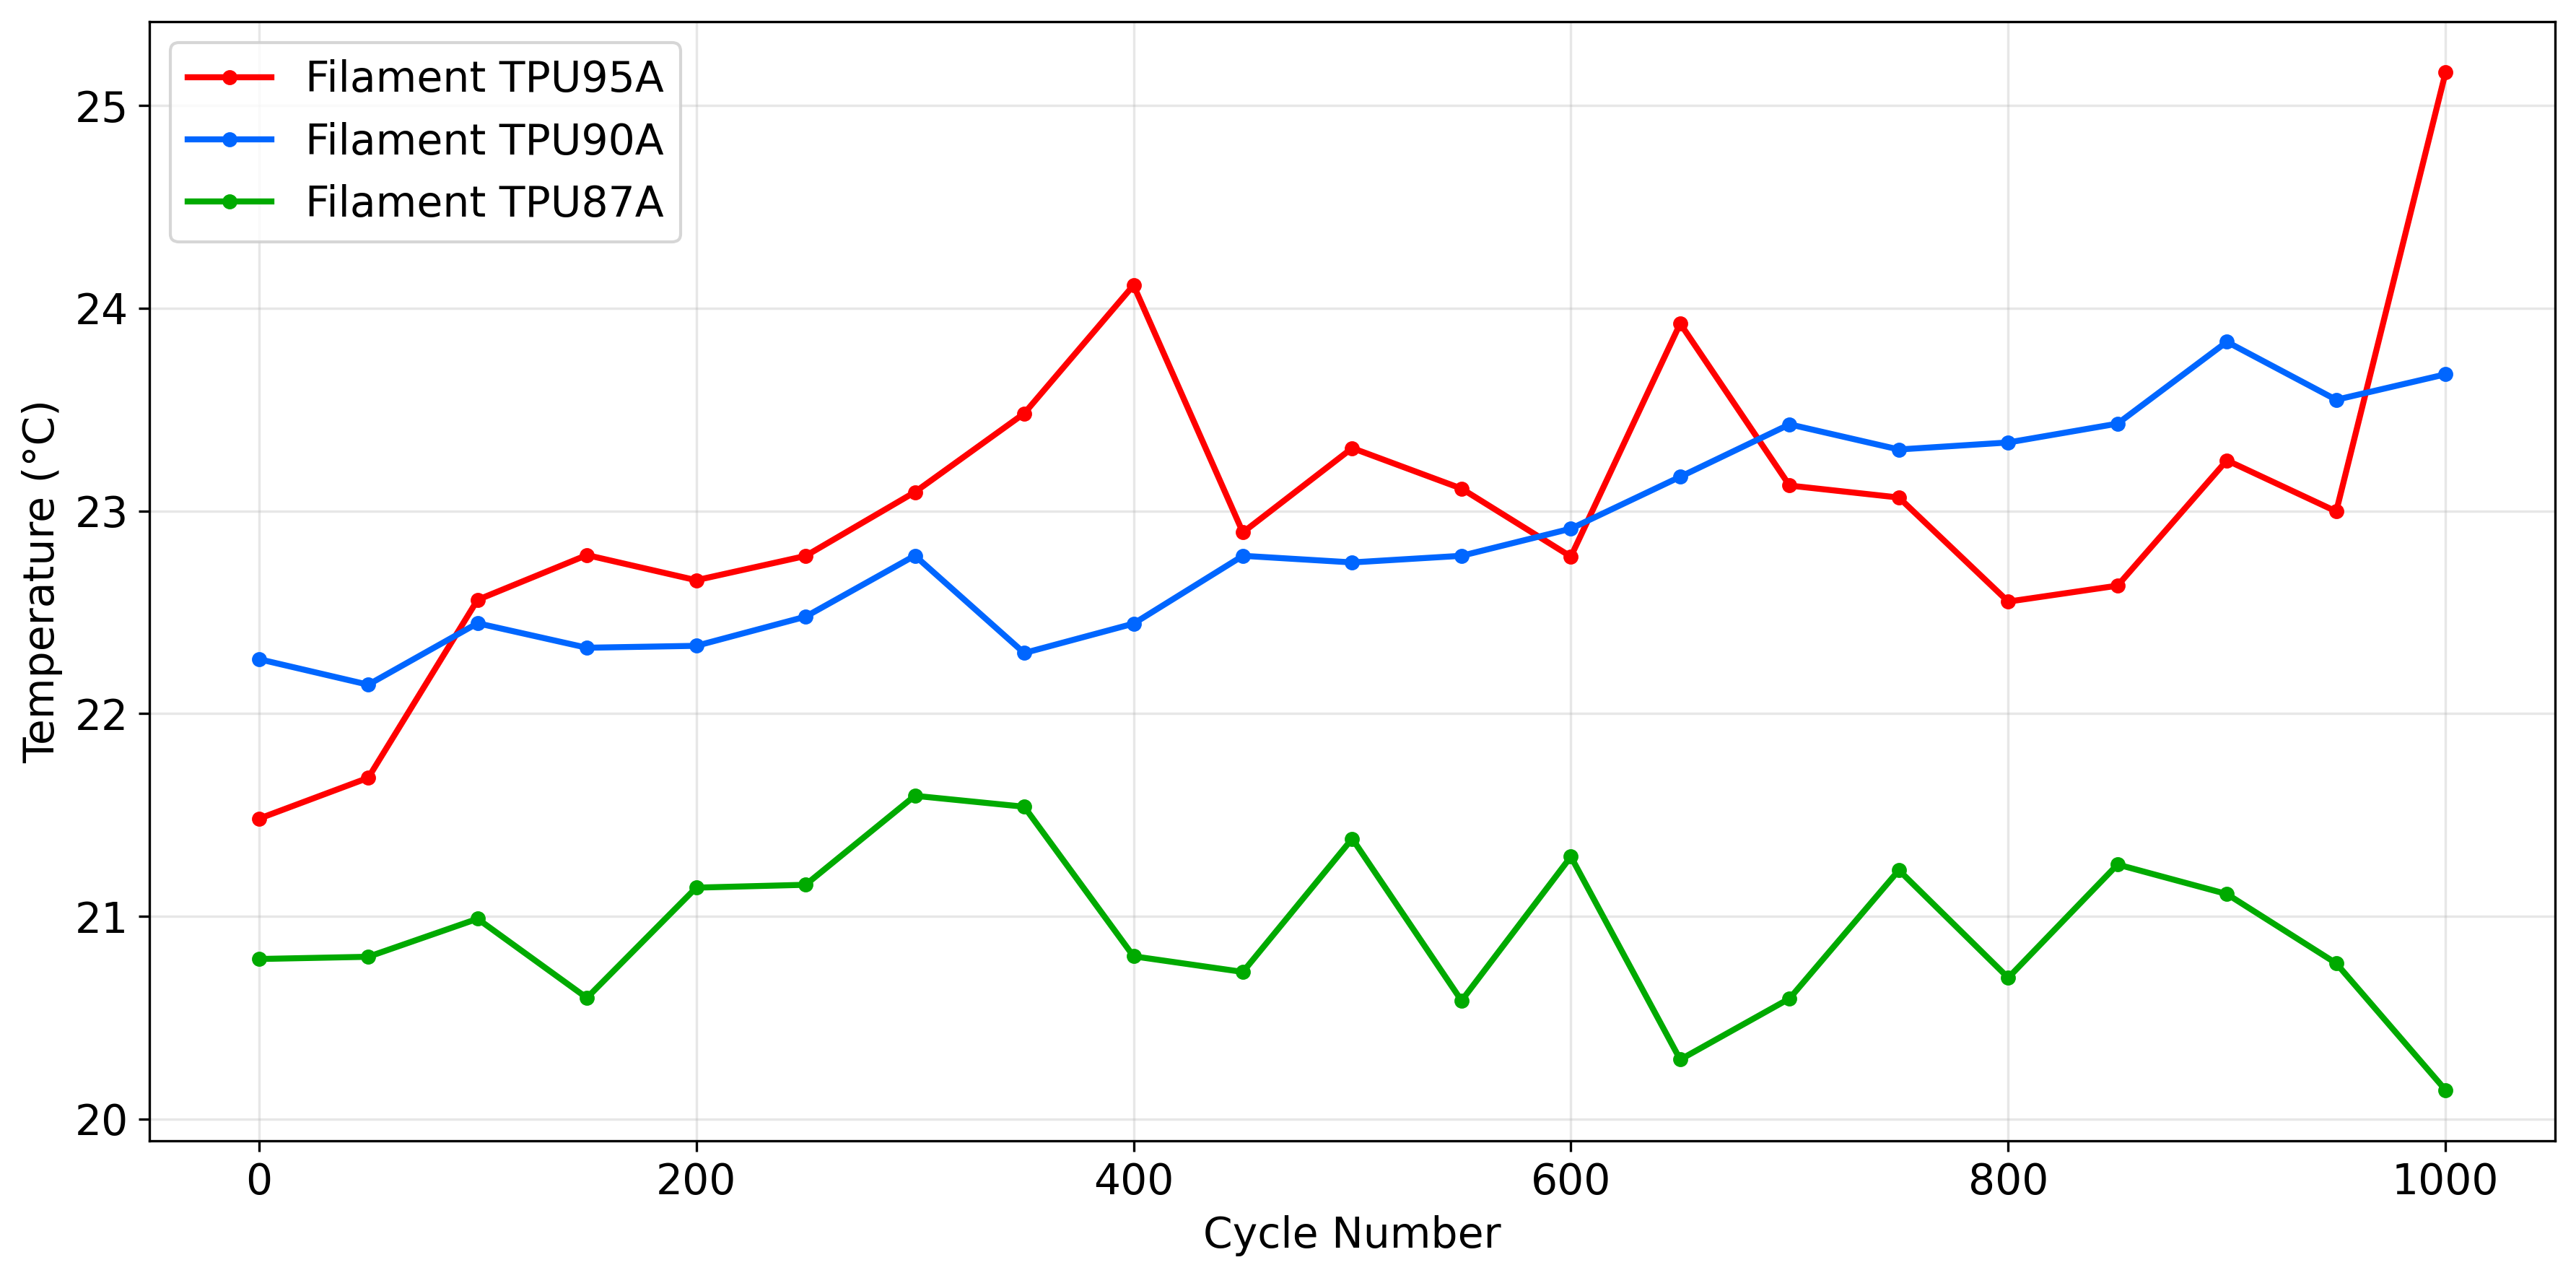 Filament TPU95A
Filament TPU90A
Filament TPU87A
Temperature (°C)
25
24
23
22
21
20
0 200 400 600 800 1000
Cycle Number